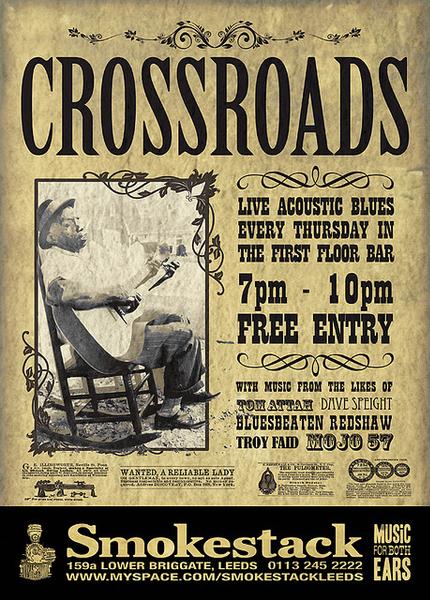 CROSSROADS
LIVE ACOUSTIC BLUES
EVERY THURSDAY IN
THE FIRST FLOOR BAR
7pm - 10pm
FREE ENTRY
WITH MUSIC FROM THE LIKES OF
TOM ATTAH DAVE SPEIGHT
BLUESBEATEN REDSHAW
TROY FAID MOJO 57
WANTED, A RELIABLE LADY
THE PULSOMETER.
Smokestack
159a LOWER BRIGGATE, LEEDS 0113 245 2222
WWW.MYSPACE.COM/SMOKESTACKLEEDS
MUSIC
FOR BOTH
EARS